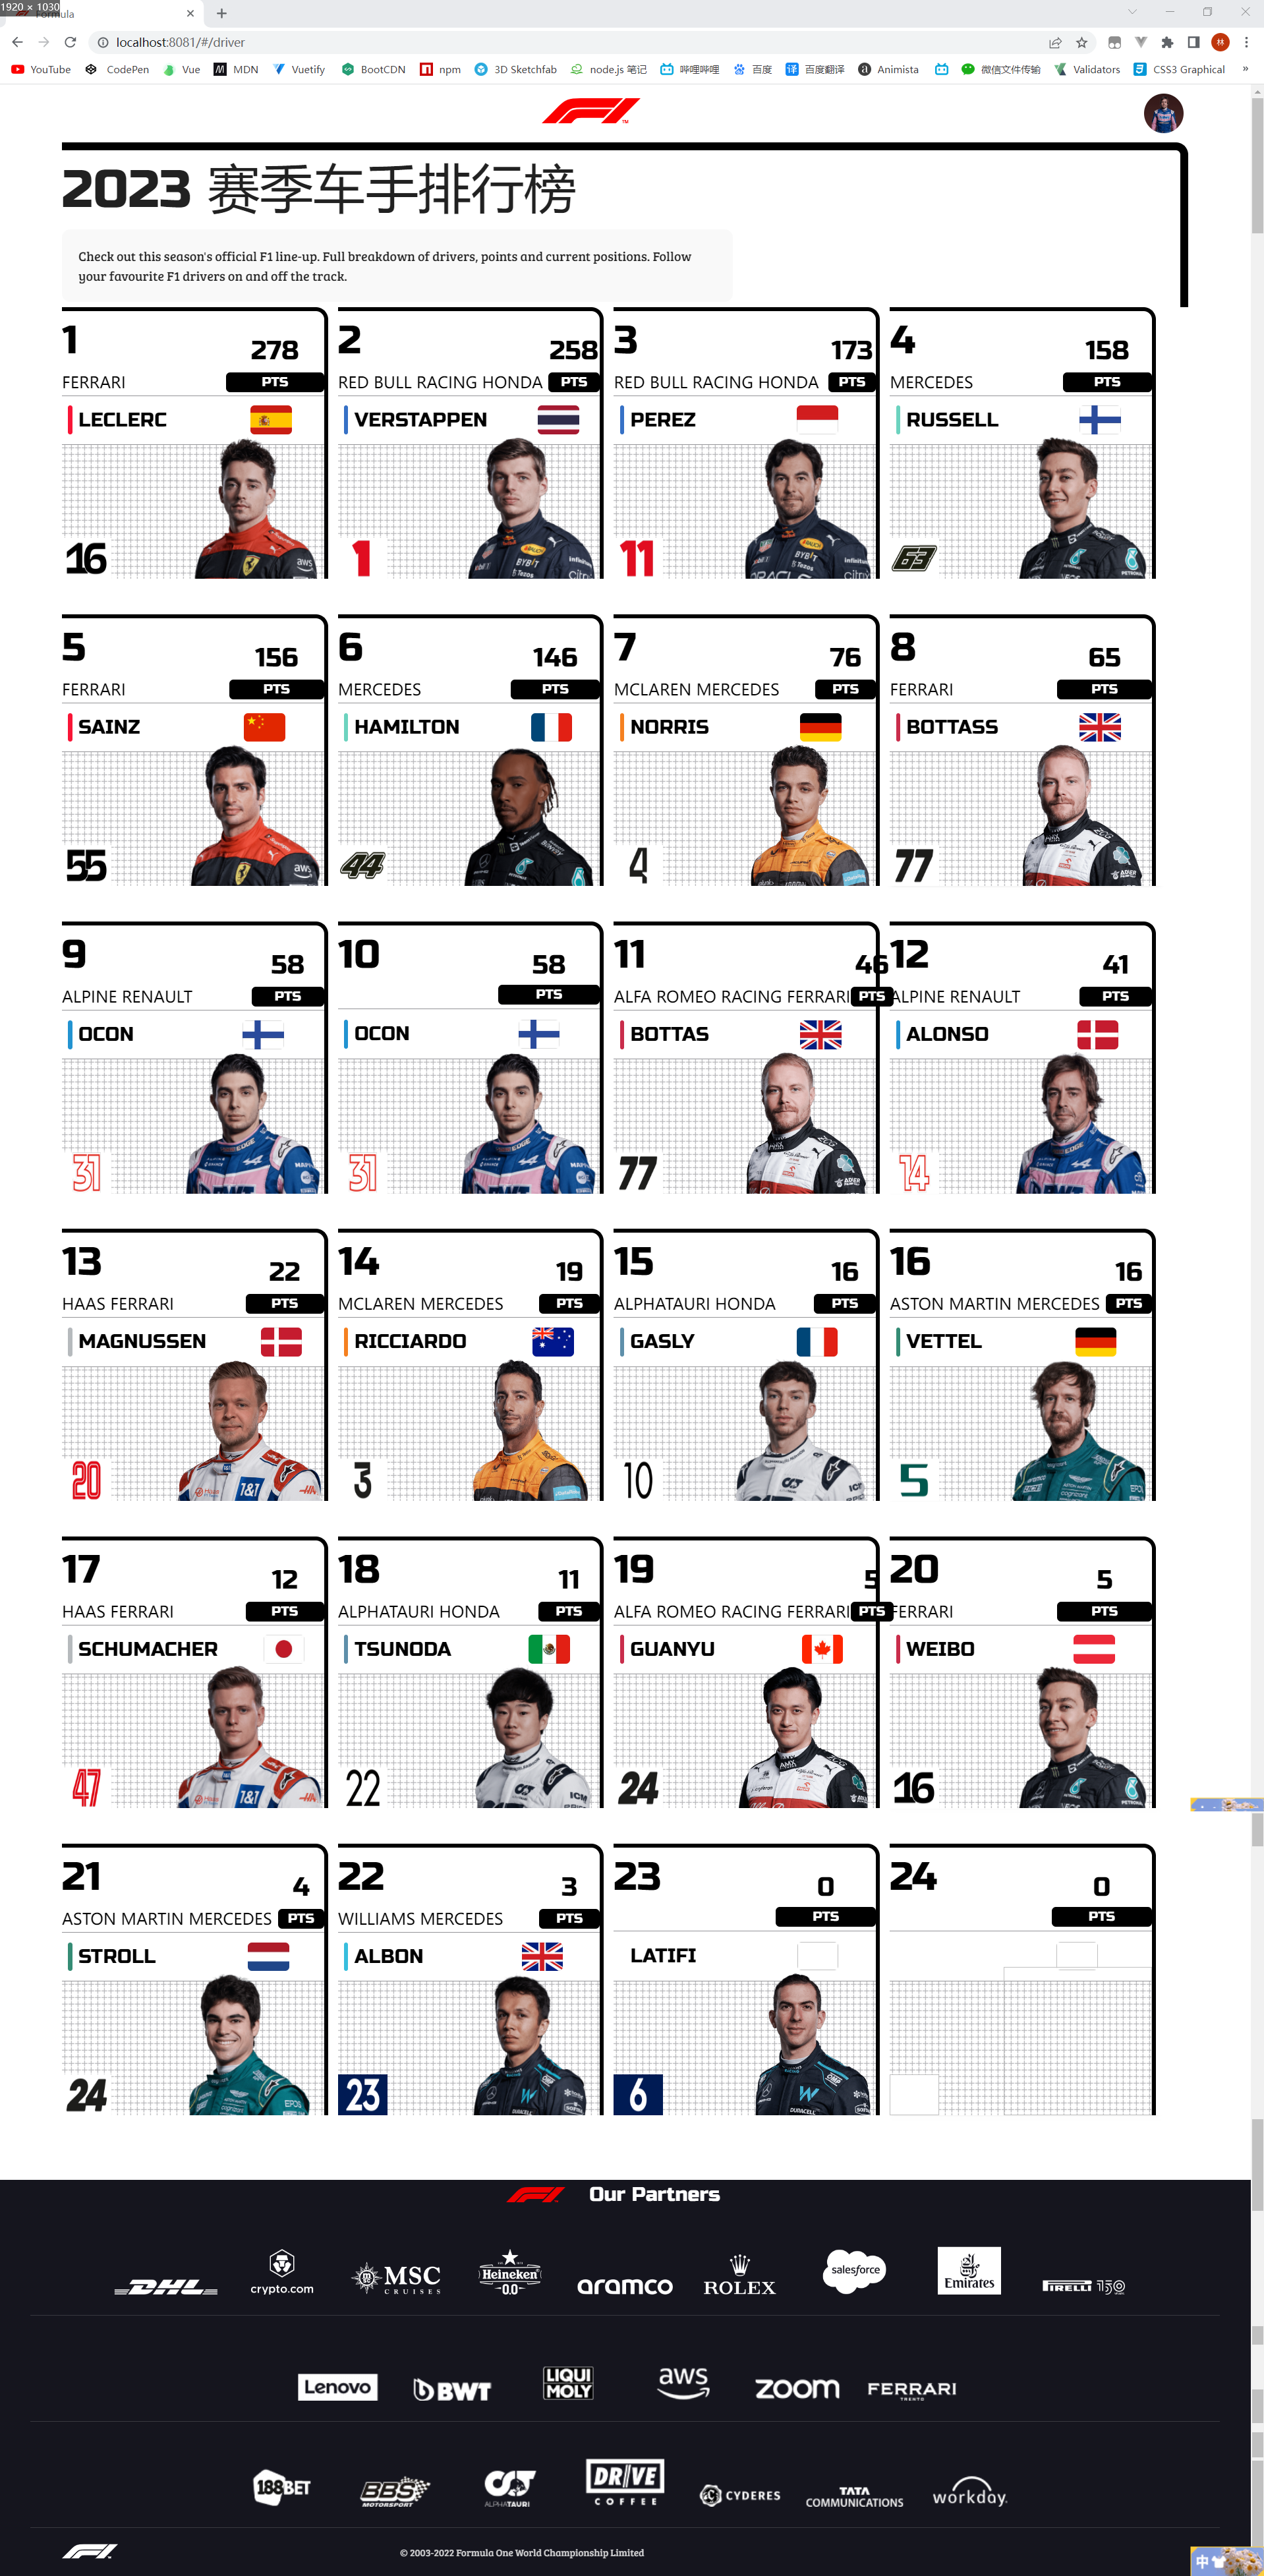 1920 × 1030
Formula
localhost:8081/#/driver
YouTube CodePen Vue MDN Vuetify BootCDN npm 3D Sketchfab node.js 笔记 哔哩哔哩 百度 百度翻译 Animista 微信文件传输 Validators CSS3 Graphical »
2023 赛季车手排行榜
Check out this season's official F1 line-up. Full breakdown of drivers, points and current positions. Follow
your favourite F1 drivers on and off the track.
1 278
FERRARI PTS
LECLERC
16
2 258
RED BULL RACING HONDA PTS
VERSTAPPEN
1
3 173
RED BULL RACING HONDA PTS
PEREZ
11
4 158
MERCEDES PTS
RUSSELL
63
5 156
FERRARI PTS
SAINZ
55
6 146
MERCEDES PTS
HAMILTON
44
7 76
MCLAREN MERCEDES PTS
NORRIS
4
8 65
FERRARI PTS
BOTTASS
77
9 58
ALPINE RENAULT PTS
OCON
31
10 58
PTS
OCON
31
11 46
ALFA ROMEO RACING FERRARI PTS
BOTTAS
77
12 41
ALPINE RENAULT PTS
ALONSO
14
13 22
HAAS FERRARI PTS
MAGNUSSEN
20
14 19
MCLAREN MERCEDES PTS
RICCIARDO
3
15 16
ALPHATAURI HONDA PTS
GASLY
10
16 16
ASTON MARTIN MERCEDES PTS
VETTEL
5
17 12
HAAS FERRARI PTS
SCHUMACHER
47
18 11
ALPHATAURI HONDA PTS
TSUNODA
22
19 5
ALFA ROMEO RACING FERRARI PTS
GUANYU
24
20 5
FERRARI PTS
WEIBO
16
21 4
ASTON MARTIN MERCEDES PTS
STROLL
24
22 3
WILLIAMS MERCEDES PTS
ALBON
23
23 0
PTS
LATIFI
6
24 0
PTS
Our Partners
DHL crypto.com MSC CRUISES Heineken 0.0 aramco ROLEX salesforce Emirates PIRELLI 150
Lenovo BWT LIQUI MOLY aws zoom FERRARI TRENTO
188BET BBS MOTORSPORT ALPHATAURI DRIVE COFFEE CYDERES TATA COMMUNICATIONS workday.
© 2003-2022 Formula One World Championship Limited
中